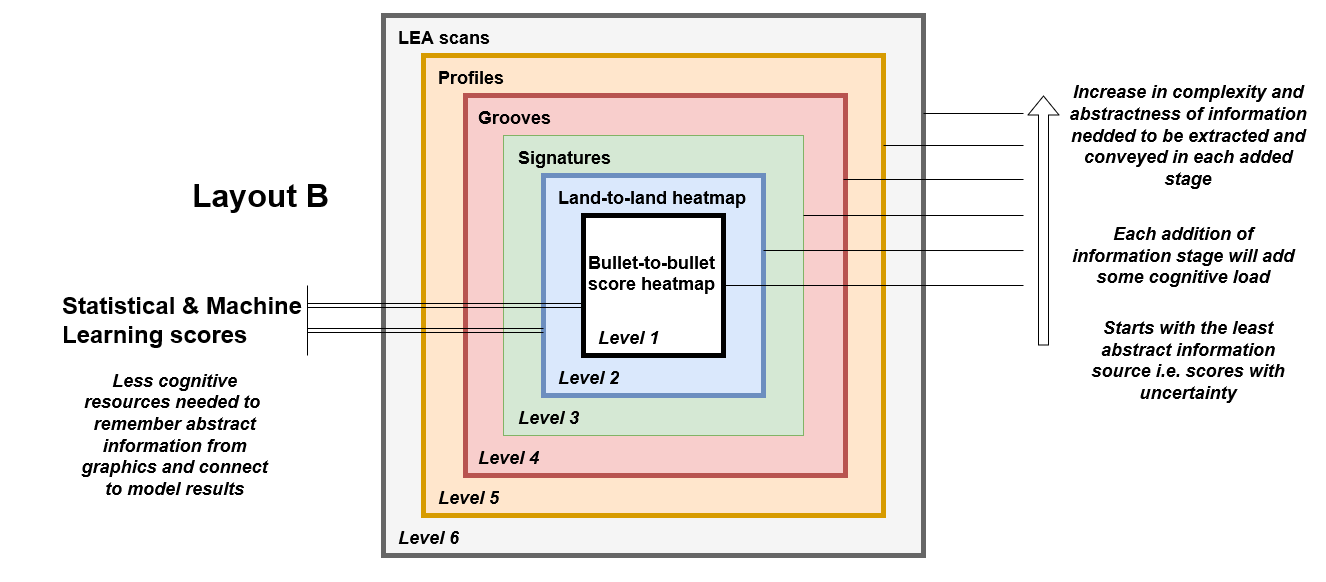 Layout B
Statistical & Machine
Learning scores
Less cognitive
resources needed to
remember abstract
information from
graphics and connect
to model results
LEA scans
Profiles
Grooves
Signatures
Land-to-land heatmap
Bullet-to-bullet
score heatmap
Level 1
Level 2
Level 3
Level 4
Level 5
Level 6
Increase in complexity and
abstractness of information
nedded to be extracted and
conveyed in each added
stage
Each addition of
information stage will add
some cognitive load
Starts with the least
abstract information
source i.e. scores with
uncertainty